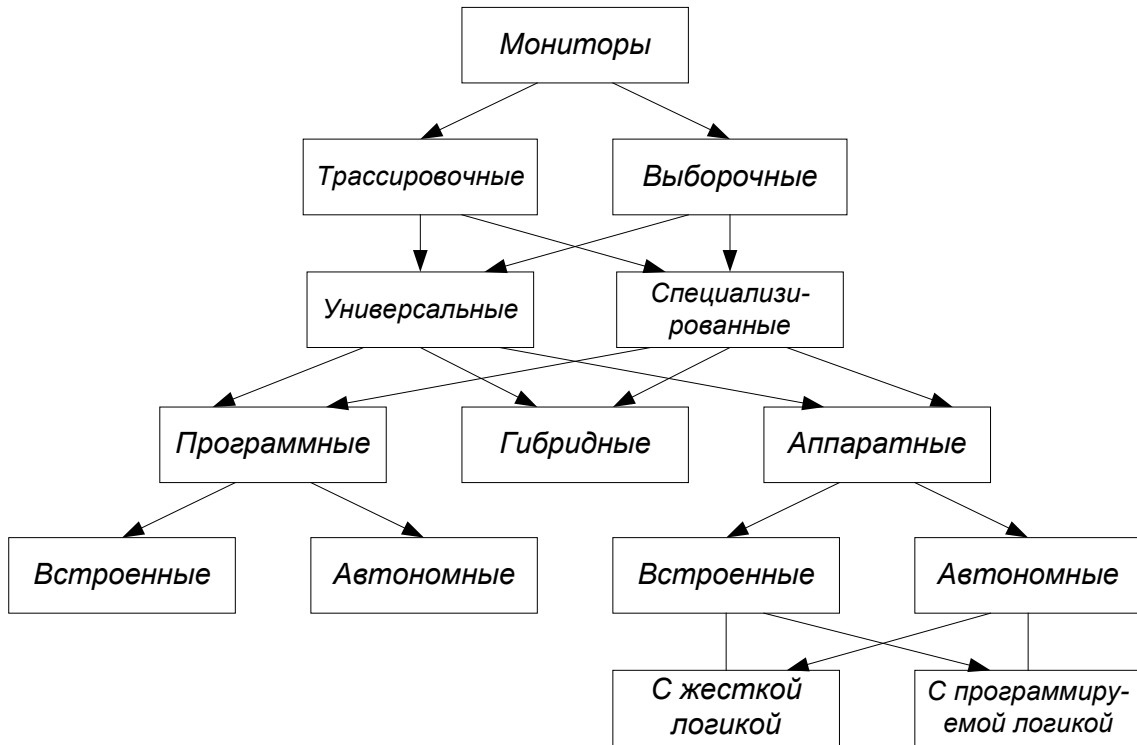 Мониторы
Трассировочные
Выборочные
Универсальные
Специализи-
рованные
Программные
Гибридные
Аппаратные
Встроенные
Автономные
Встроенные
Автономные
С жесткой
логикой
С программиру-
емой логикой